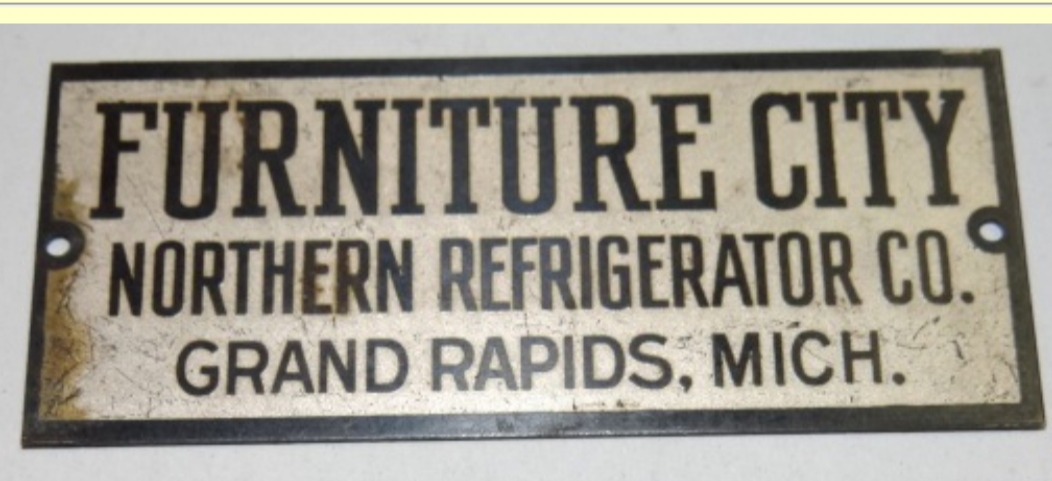 FURNITURE CITY
NORTHERN REFRIGERATOR CO.
GRAND RAPIDS, MICH.